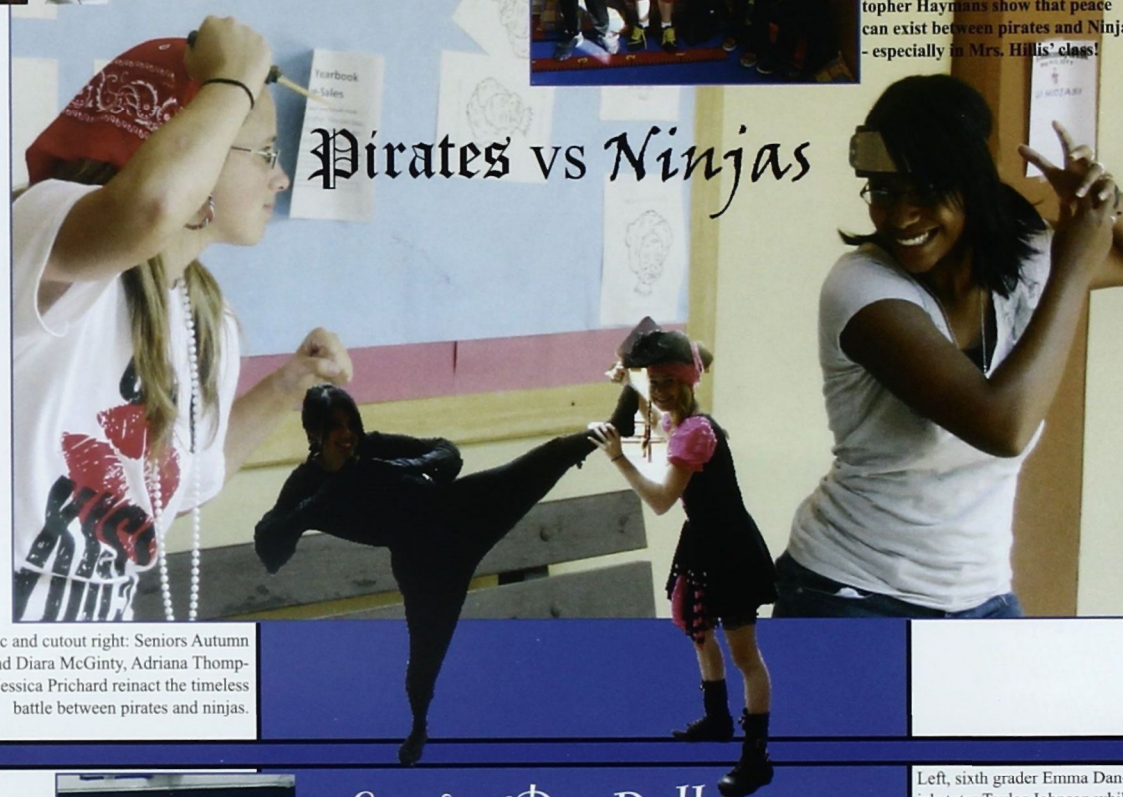 topher Haymans show that peace
can exist between pirates and Ninja
- especially in Mrs. Hillis' class!
Yearbook
e-Sales
Pirates vs Ninjas
c and cutout right: Seniors Autumn
nd Diara McGinty, Adriana Thomp-
essica Prichard reinact the timeless
battle between pirates and ninjas.
Left, sixth grader Emma Dan-